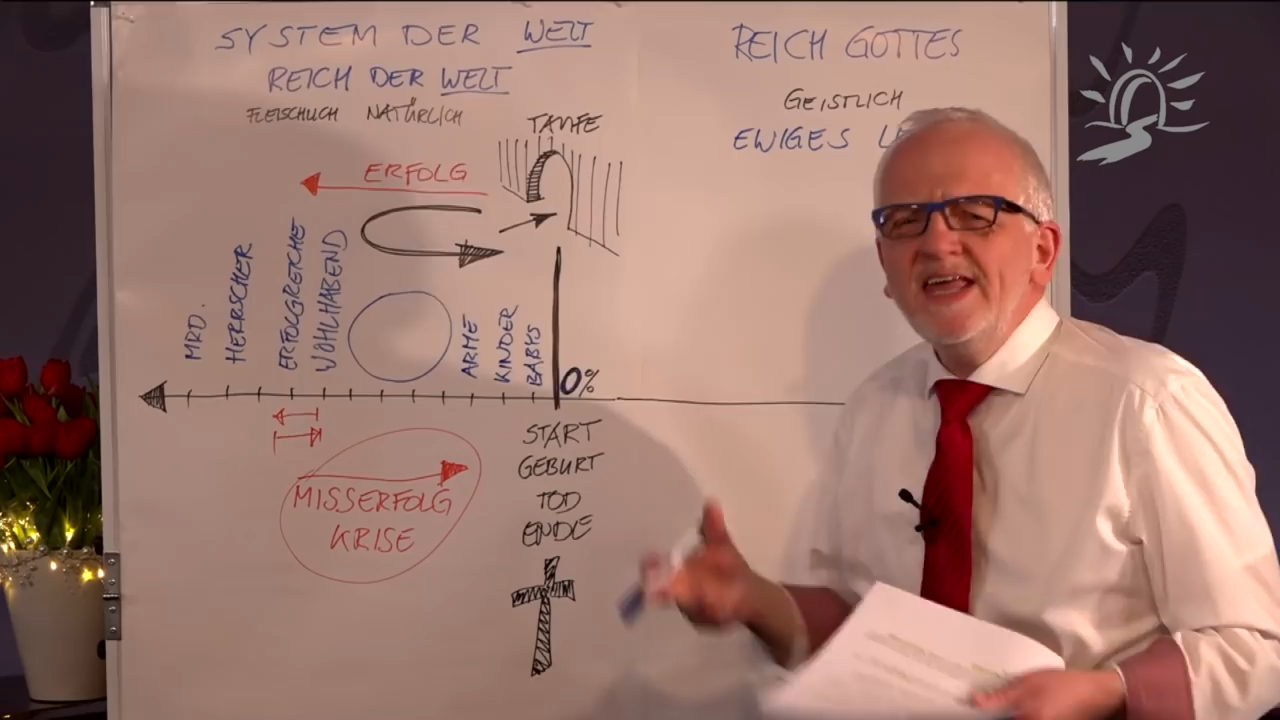 SYSTEM DER WELT
REICH DER WELT
FLEISCHLICH NATÜRLICH
TAUFE
ERFOLG
MRD.
HERRSCHER
ERFOLGREICHE
WOHLHABEND
ARME
KINDER
BABYS
0%
MISSERFOLG
KRISE
START
GEBURT
TOD
ENDE
REICH GOTTES
GEISTLICH
EWIGES